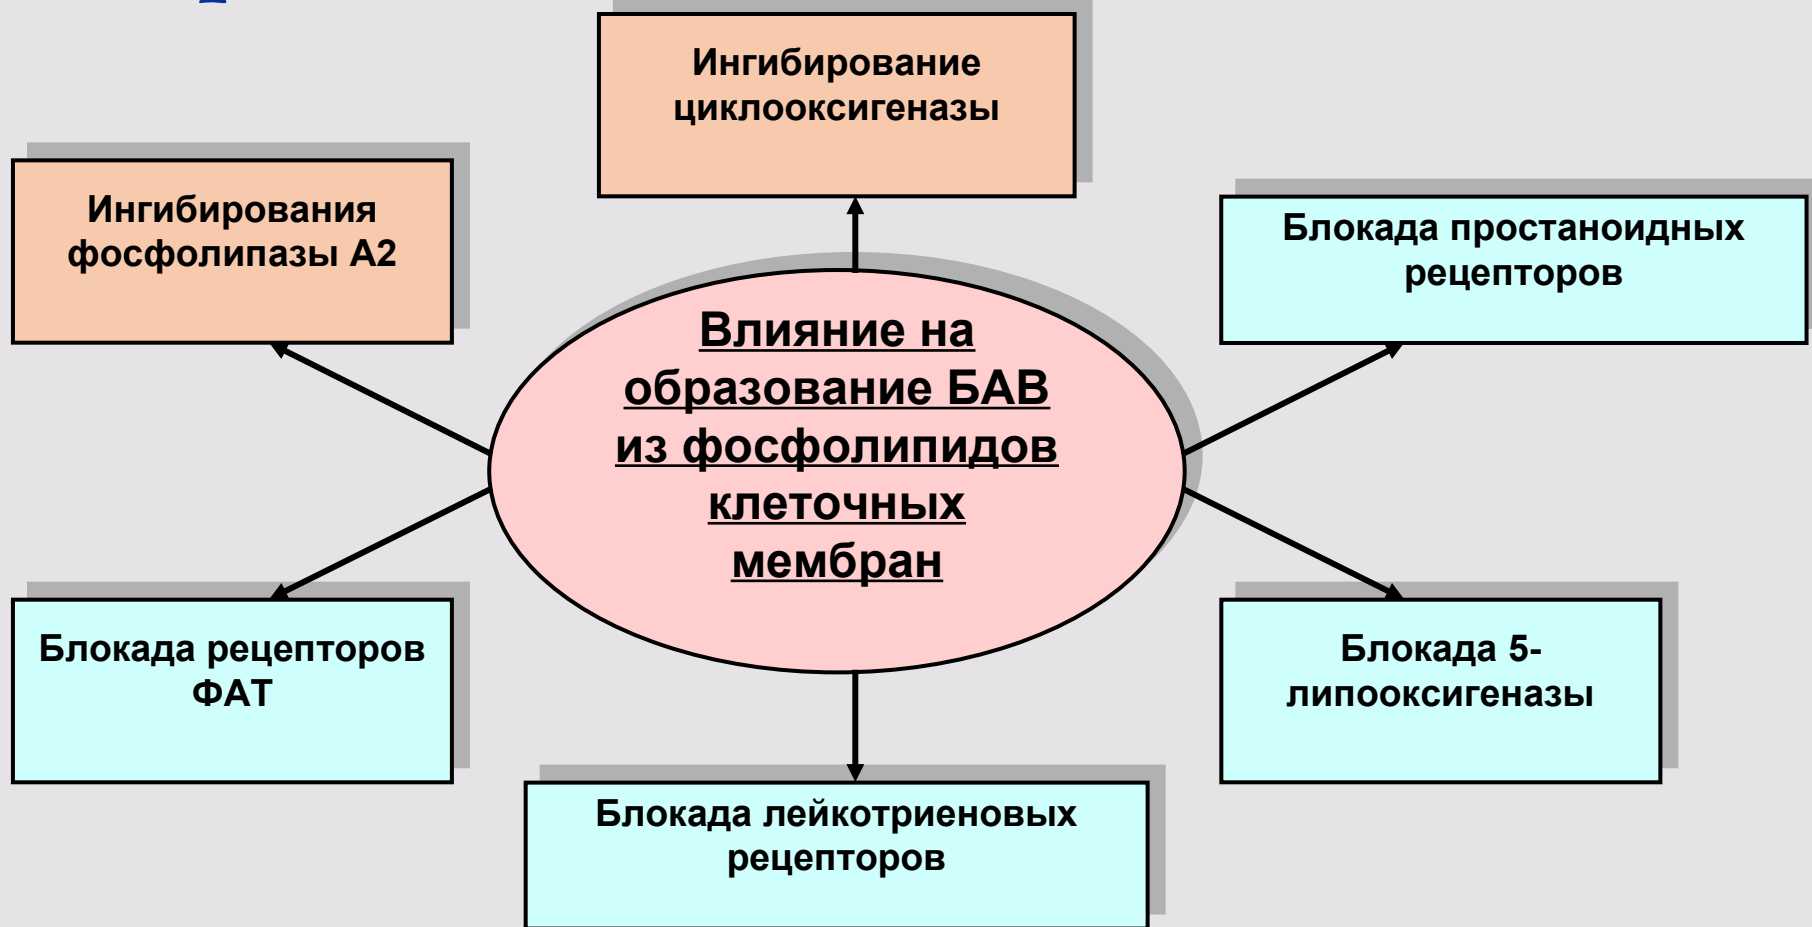 Ингибирование
циклооксигеназы
Ингибирования
фосфолипазы А2
Блокада простаноидных
рецепторов
Влияние на
образование БАВ
из фосфолипидов
клеточных
мембран
Блокада рецепторов
ФАТ
Блокада 5-
липооксигеназы
Блокада лейкотриеновых
рецепторов